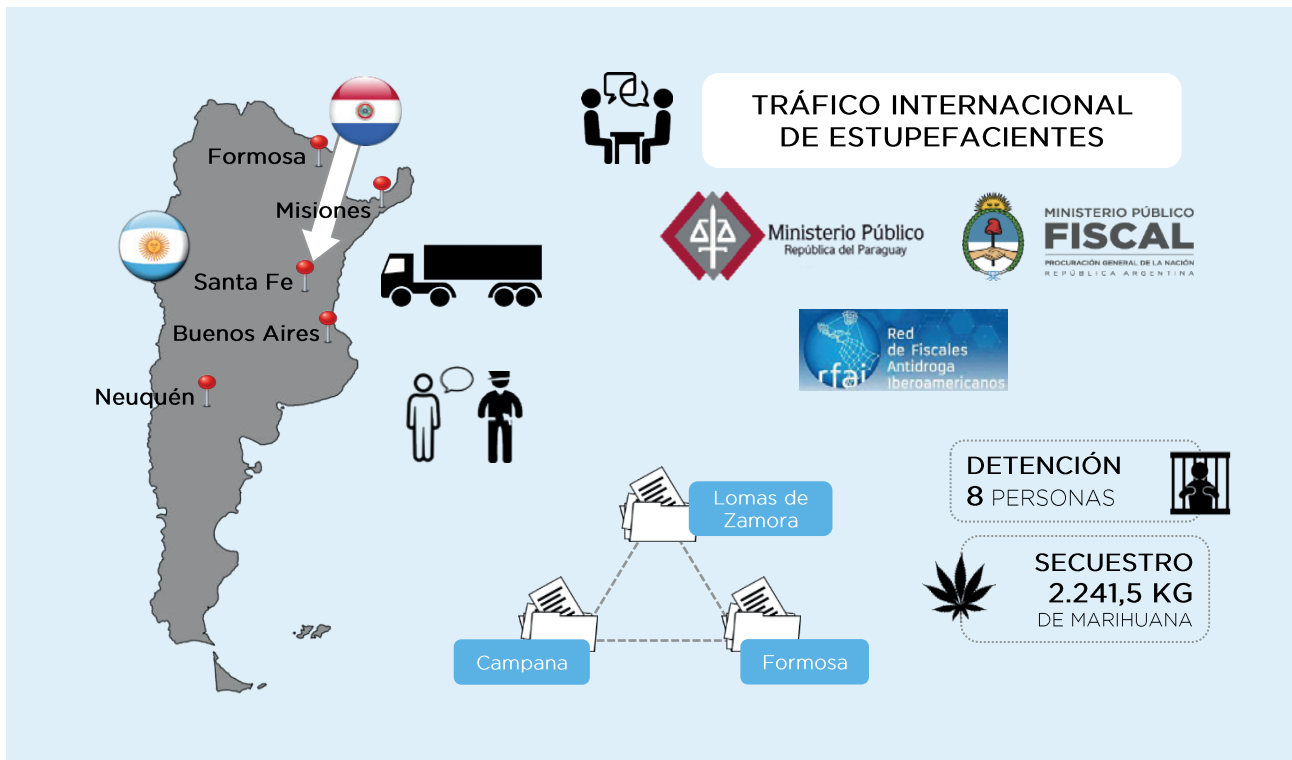 TRÁFICO INTERNACIONAL
DE ESTUPEFACIENTES
Formosa
Misiones
Santa Fe
Buenos Aires
Neuquén
Ministerio Público
República del Paraguay
MINISTERIO PÚBLICO
FISCAL
PROCURACIÓN GENERAL DE LA NACIÓN
REPÚBLICA ARGENTINA
rfai
Red
de Fiscales
Antidroga
Iberoamericanos
DETENCIÓN
8 PERSONAS
Lomas de
Zamora
SECUESTRO
2.241,5 KG
DE MARIHUANA
Campana
Formosa